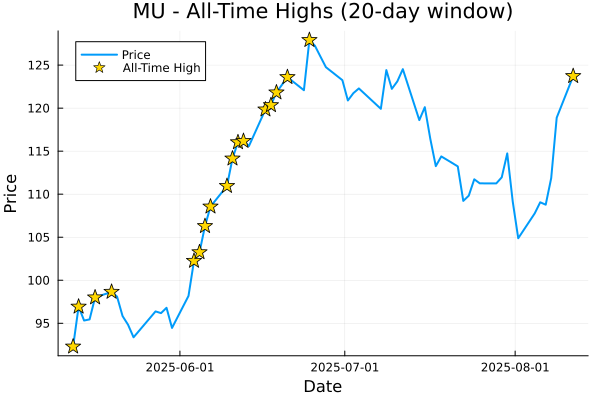 MU - All-Time Highs (20-day window)
Price
All-Time High
125
120
115
110
105
100
95
Price
2025-06-01
2025-07-01
2025-08-01
Date